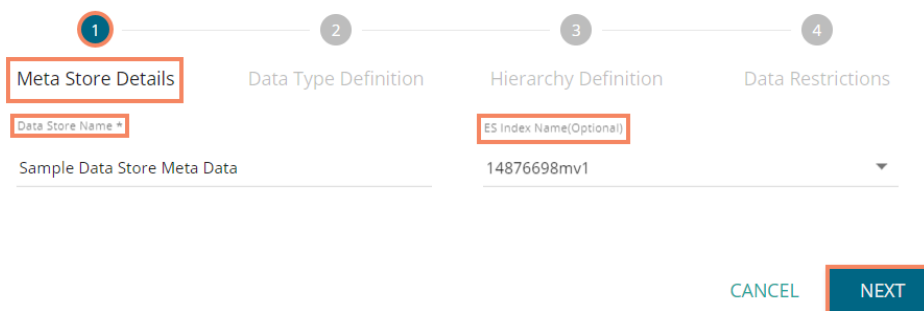 1 2 3 4
Meta Store Details Data Type Definition Hierarchy Definition Data Restrictions
Data Store Name * ES Index Name(Optional)
Sample Data Store Meta Data 14876698mv1
CANCEL NEXT